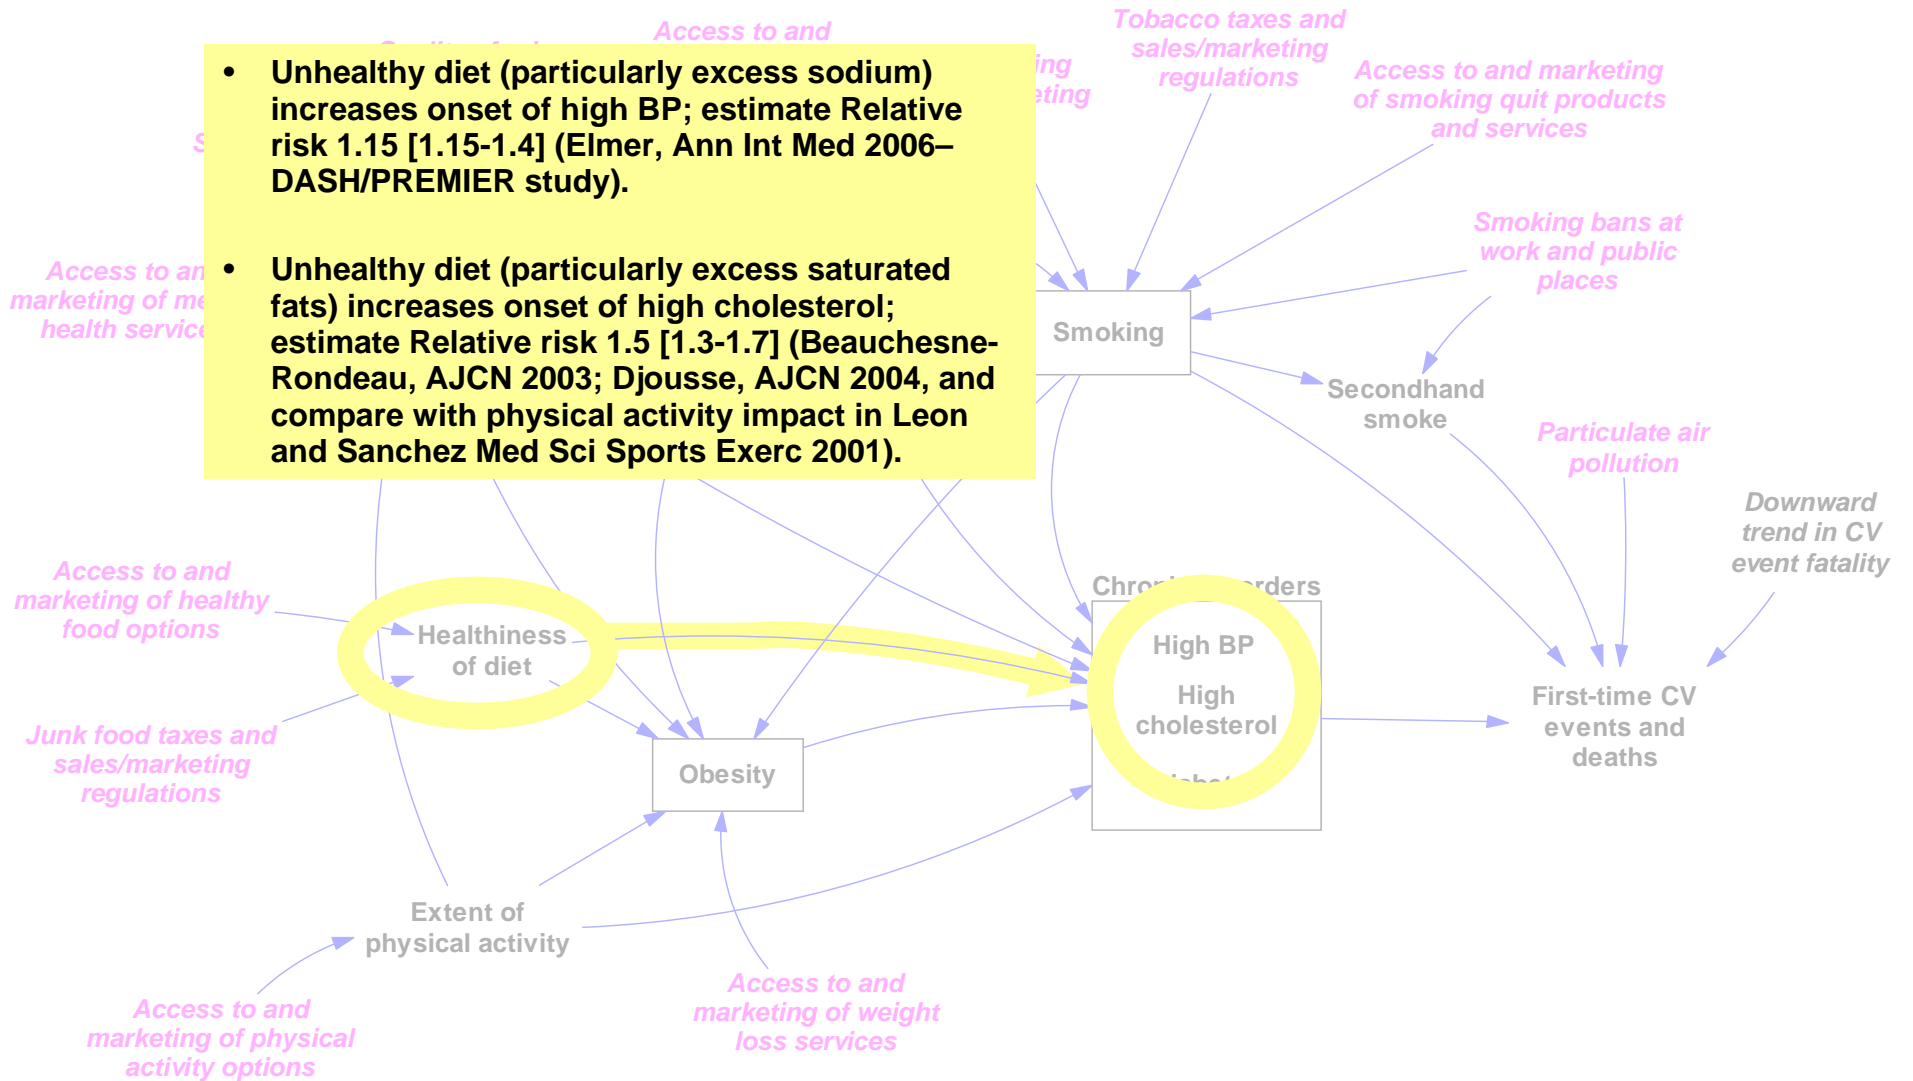 Access to and
Tobacco taxes and
sales/marketing
regulations
Access to and marketing
of smoking quit products
and services
• Unhealthy diet (particularly excess sodium)
increases onset of high BP; estimate Relative
risk 1.15 [1.15-1.4] (Elmer, Ann Int Med 2006–
DASH/PREMIER study).
• Unhealthy diet (particularly excess saturated
fats) increases onset of high cholesterol;
estimate Relative risk 1.5 [1.3-1.7] (Beauchesne-
Rondeau, AJCN 2003; Djousse, AJCN 2004, and
compare with physical activity impact in Leon
and Sanchez Med Sci Sports Exerc 2001).
Smoking bans at
work and public
places
Access to
marketing of
health
Smoking
Secondhand
smoke
Particulate air
pollution
Downward
trend in CV
event fatality
Access to and
marketing of healthy
food options
Healthiness
of diet
High BP
High
cholesterol
First-time CV
events and
deaths
Junk food taxes and
sales/marketing
regulations
Obesity
Extent of
physical activity
Access to and
marketing of physical
activity options
Access to and
marketing of weight
loss services